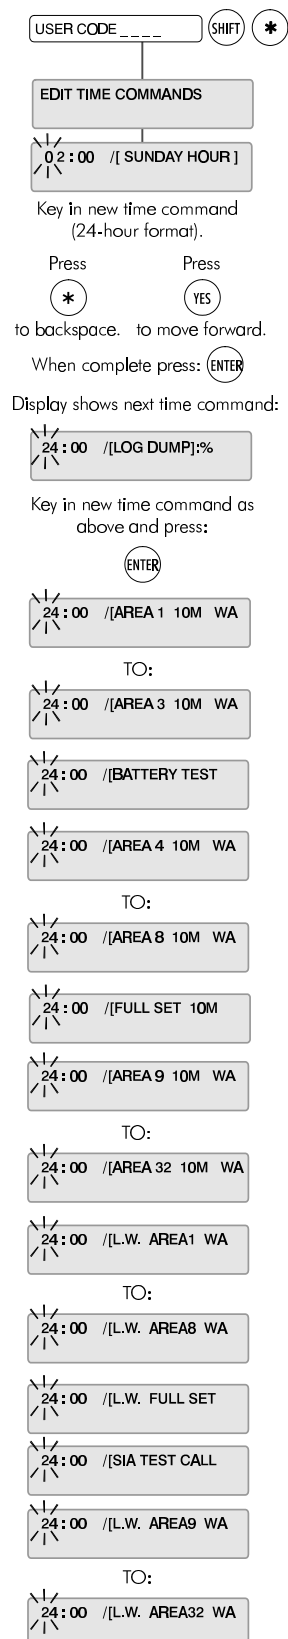 USER CODE _ _ _ _ SHIFT *
EDIT TIME COMMANDS
02:00 /[ SUNDAY HOUR ]
Key in new time command
(24-hour format).
Press Press
* YES
to backspace. to move forward.
When complete press: ENTER
Display shows next time command:
24:00 /[LOG DUMP]:%
Key in new time command as
above and press:
ENTER
24:00 /[AREA 1 10M WA
TO:
24:00 /[AREA 3 10M WA
24:00 /[BATTERY TEST
24:00 /[AREA 4 10M WA
TO:
24:00 /[AREA 8 10M WA
24:00 /[FULL SET 10M
24:00 /[AREA 9 10M WA
TO:
24:00 /[AREA 32 10M WA
24:00 /[L.W. AREA1 WA
TO:
24:00 /[L.W. AREA8 WA
24:00 /[L.W. FULL SET
24:00 /[SIA TEST CALL
24:00 /[L.W. AREA9 WA
TO:
24:00 /[L.W. AREA32 WA